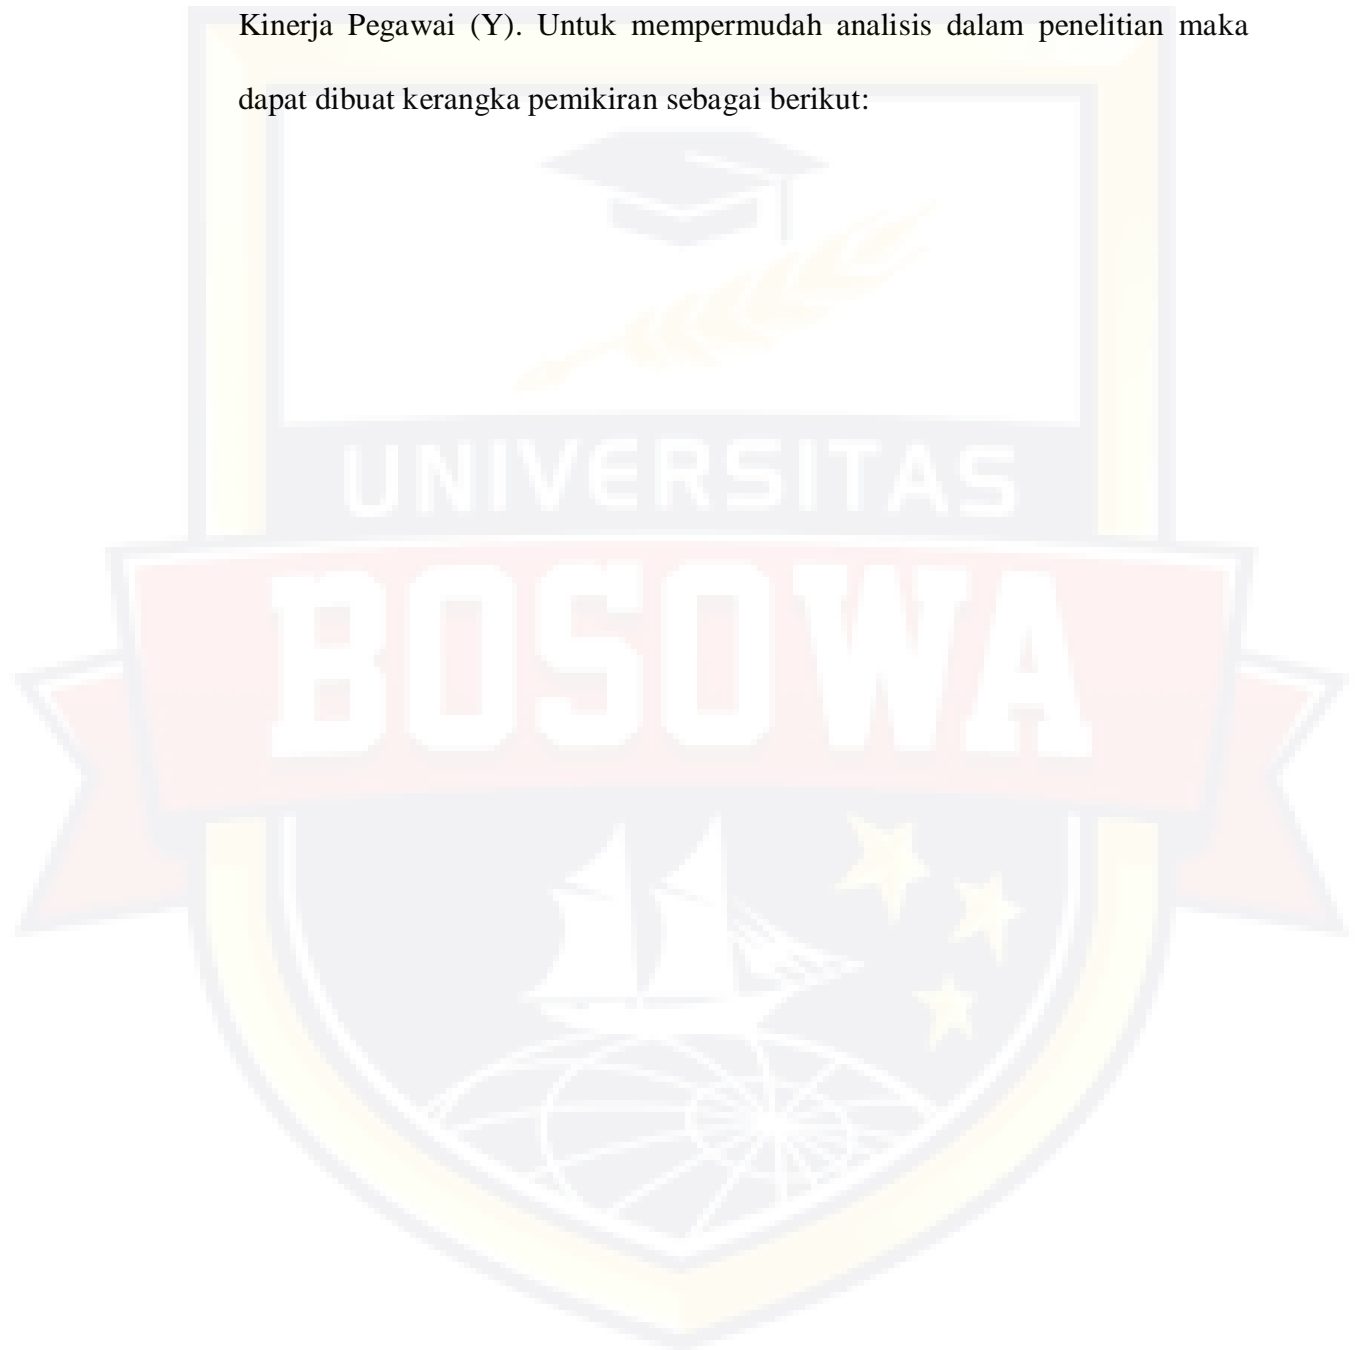 Kinerja Pegawai (Y). Untuk mempermudah analisis dalam penelitian maka
dapat dibuat kerangka pemikiran sebagai berikut:
UNIVERSITAS
BOSOWA